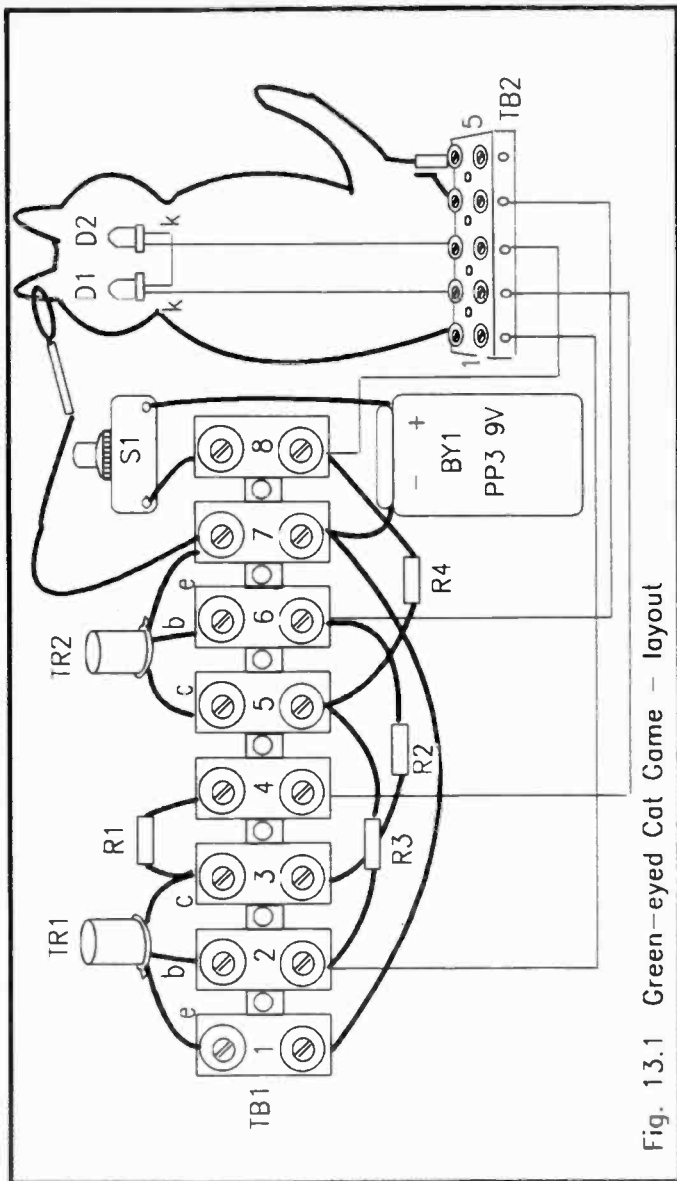 TR1
R1
TR2
S1
D1
D2
k
k
e
b
c
c
b
e
1
2
3
4
5
6
7
8
TB1
R3
R2
R4
– +
BY1
PP3 9V
1
5
TB2
Fig. 13.1 Green–eyed Cat Game – layout